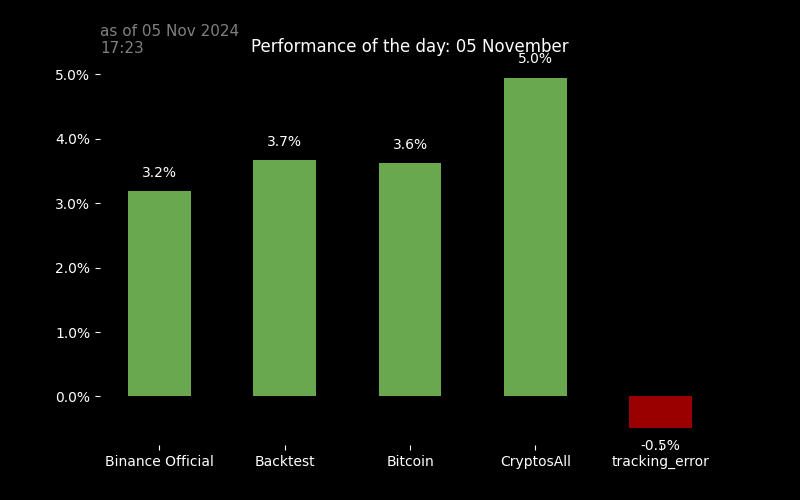 as of 05 Nov 2024
17:23
Performance of the day: 05 November
5.0%
4.0%
3.0%
2.0%
1.0%
0.0%
3.2%
3.7%
3.6%
5.0%
-0.5%
Binance Official
Backtest
Bitcoin
CryptosAll
tracking_error